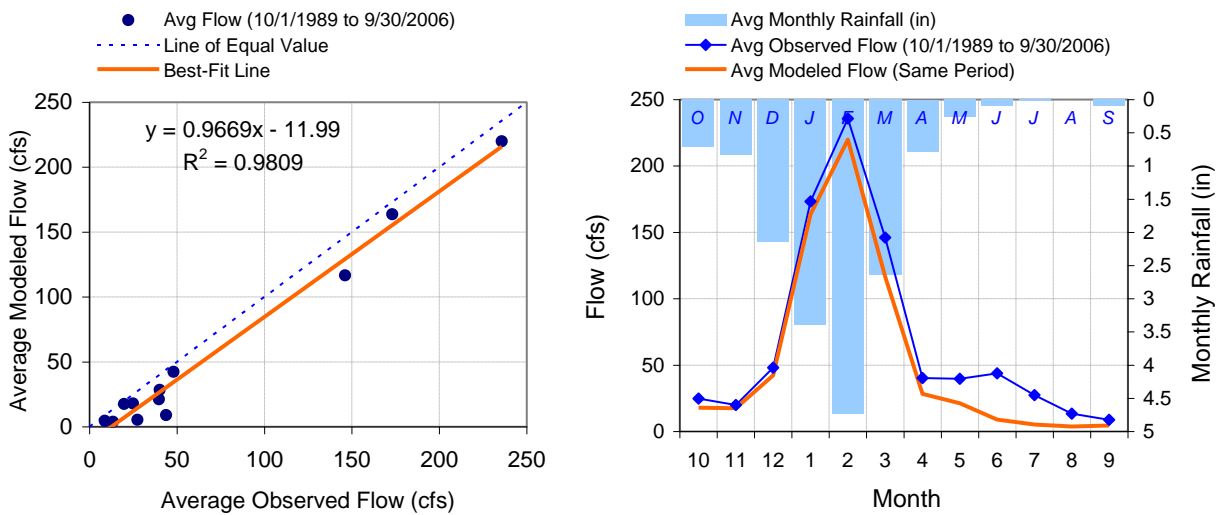 Avg Flow (10/1/1989 to 9/30/2006)
Line of Equal Value
Best-Fit Line
y = 0.9669x - 11.99
R² = 0.9809
250
200
150
100
50
0
0 50 100 150 200 250
Average Modeled Flow (cfs)
Average Observed Flow (cfs)
Avg Monthly Rainfall (in)
Avg Observed Flow (10/1/1989 to 9/30/2006)
Avg Modeled Flow (Same Period)
O N D J F M A M J J A S
250
200
150
100
50
0
0
0.5
1
1.5
2
2.5
3
3.5
4
4.5
5
10 11 12 1 2 3 4 5 6 7 8 9
Flow (cfs)
Monthly Rainfall (in)
Month